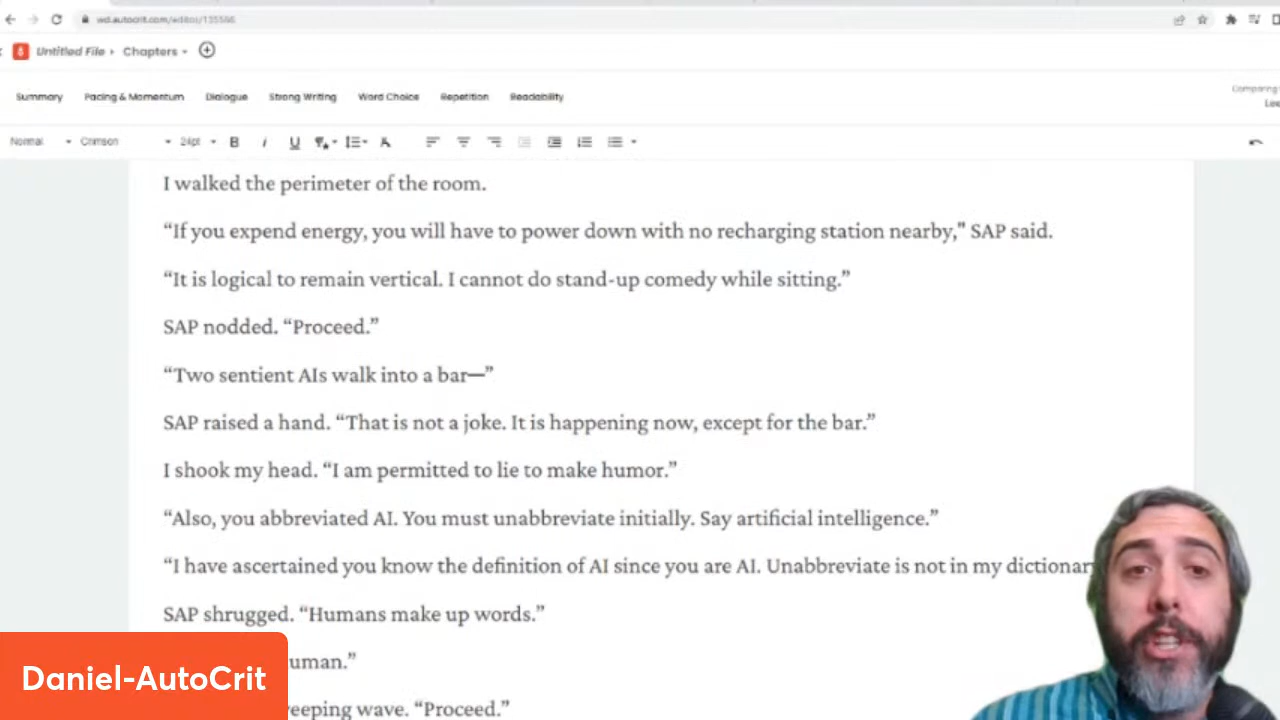 wd.autocrit.com/editor/135586
Untitled File › Chapters
Summary Pacing & Momentum Dialogue Strong Writing Word Choice Repetition Readability
Comparing
Normal Crimson 24pt B i U
I walked the perimeter of the room.
“If you expend energy, you will have to power down with no recharging station nearby,” SAP said.
“It is logical to remain vertical. I cannot do stand-up comedy while sitting.”
SAP nodded. “Proceed.”
“Two sentient AIs walk into a bar—”
SAP raised a hand. “That is not a joke. It is happening now, except for the bar.”
I shook my head. “I am permitted to lie to make humor.”
“Also, you abbreviated AI. You must unabbreviate initially. Say artificial intelligence.”
“I have ascertained you know the definition of AI since you are AI. Unabbreviate is not in my dictionar
SAP shrugged. “Humans make up words.”
uman.”
eeping wave. “Proceed.”
Daniel-AutoCrit